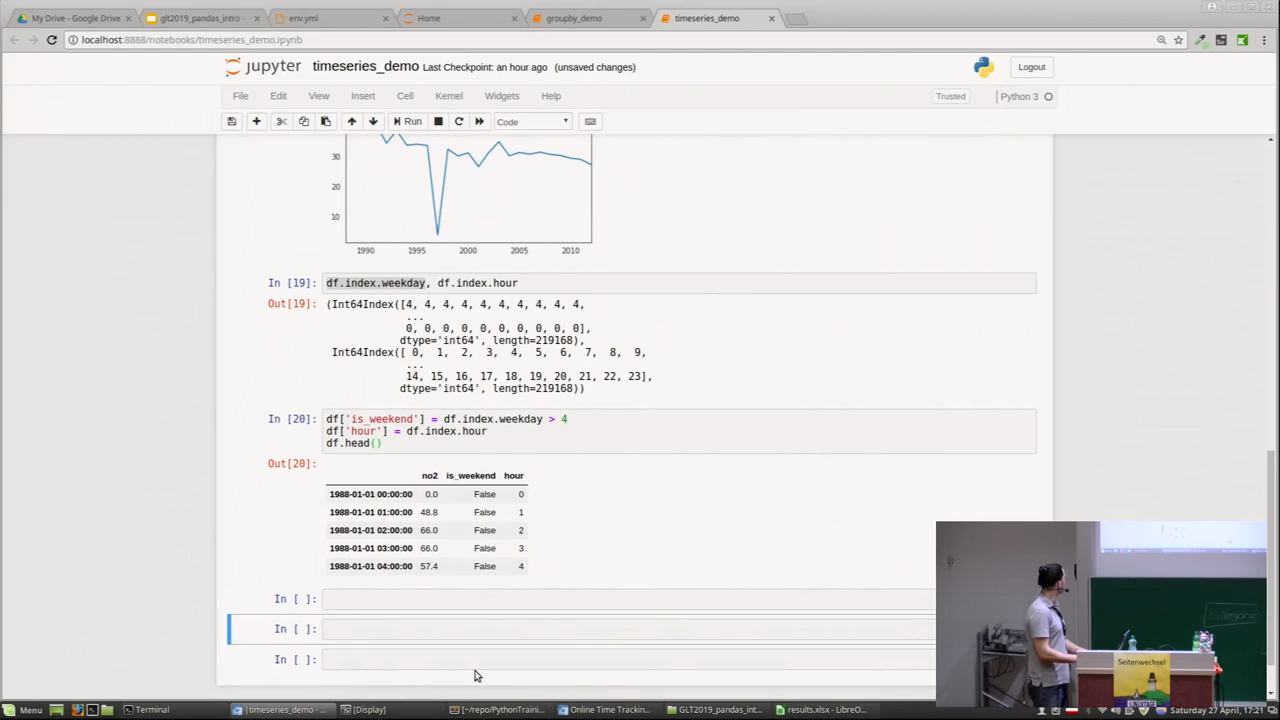 My Drive - Google Drive
glt2019_pandas_intro -
env.yml
Home
groupby_demo
timeseries_demo
localhost:8888/notebooks/timeseries_demo.ipynb
jupyter timeseries_demo Last Checkpoint: an hour ago (unsaved changes)
Logout
File Edit View Insert Cell Kernel Widgets Help
Trusted
Python 3
Run
Code
30
20
10
1990 1995 2000 2005 2010
In [19]: df.index.weekday, df.index.hour
Out[19]: (Int64Index([4, 4, 4, 4, 4, 4, 4, 4, 4, 4,
...
0, 0, 0, 0, 0, 0, 0, 0, 0, 0],
dtype='int64', length=219168),
Int64Index([ 0, 1, 2, 3, 4, 5, 6, 7, 8, 9,
...
14, 15, 16, 17, 18, 19, 20, 21, 22, 23],
dtype='int64', length=219168))
In [20]: df['is_weekend'] = df.index.weekday > 4
df['hour'] = df.index.hour
df.head()
Out[20]:
no2 is_weekend hour
1988-01-01 00:00:00 0.0 False 0
1988-01-01 01:00:00 48.8 False 1
1988-01-01 02:00:00 66.0 False 2
1988-01-01 03:00:00 66.0 False 3
1988-01-01 04:00:00 57.4 False 4
In [ ]:
In [ ]:
In [ ]:
Seitenwechsel
Menu
Terminal
[timeseries_demo - ...
[Display]
[~/repo/PythonTraini...
Online Time Trackin...
GLT2019_pandas_int...
results.xlsx - LibreO...
Saturday 27 April, 17:21